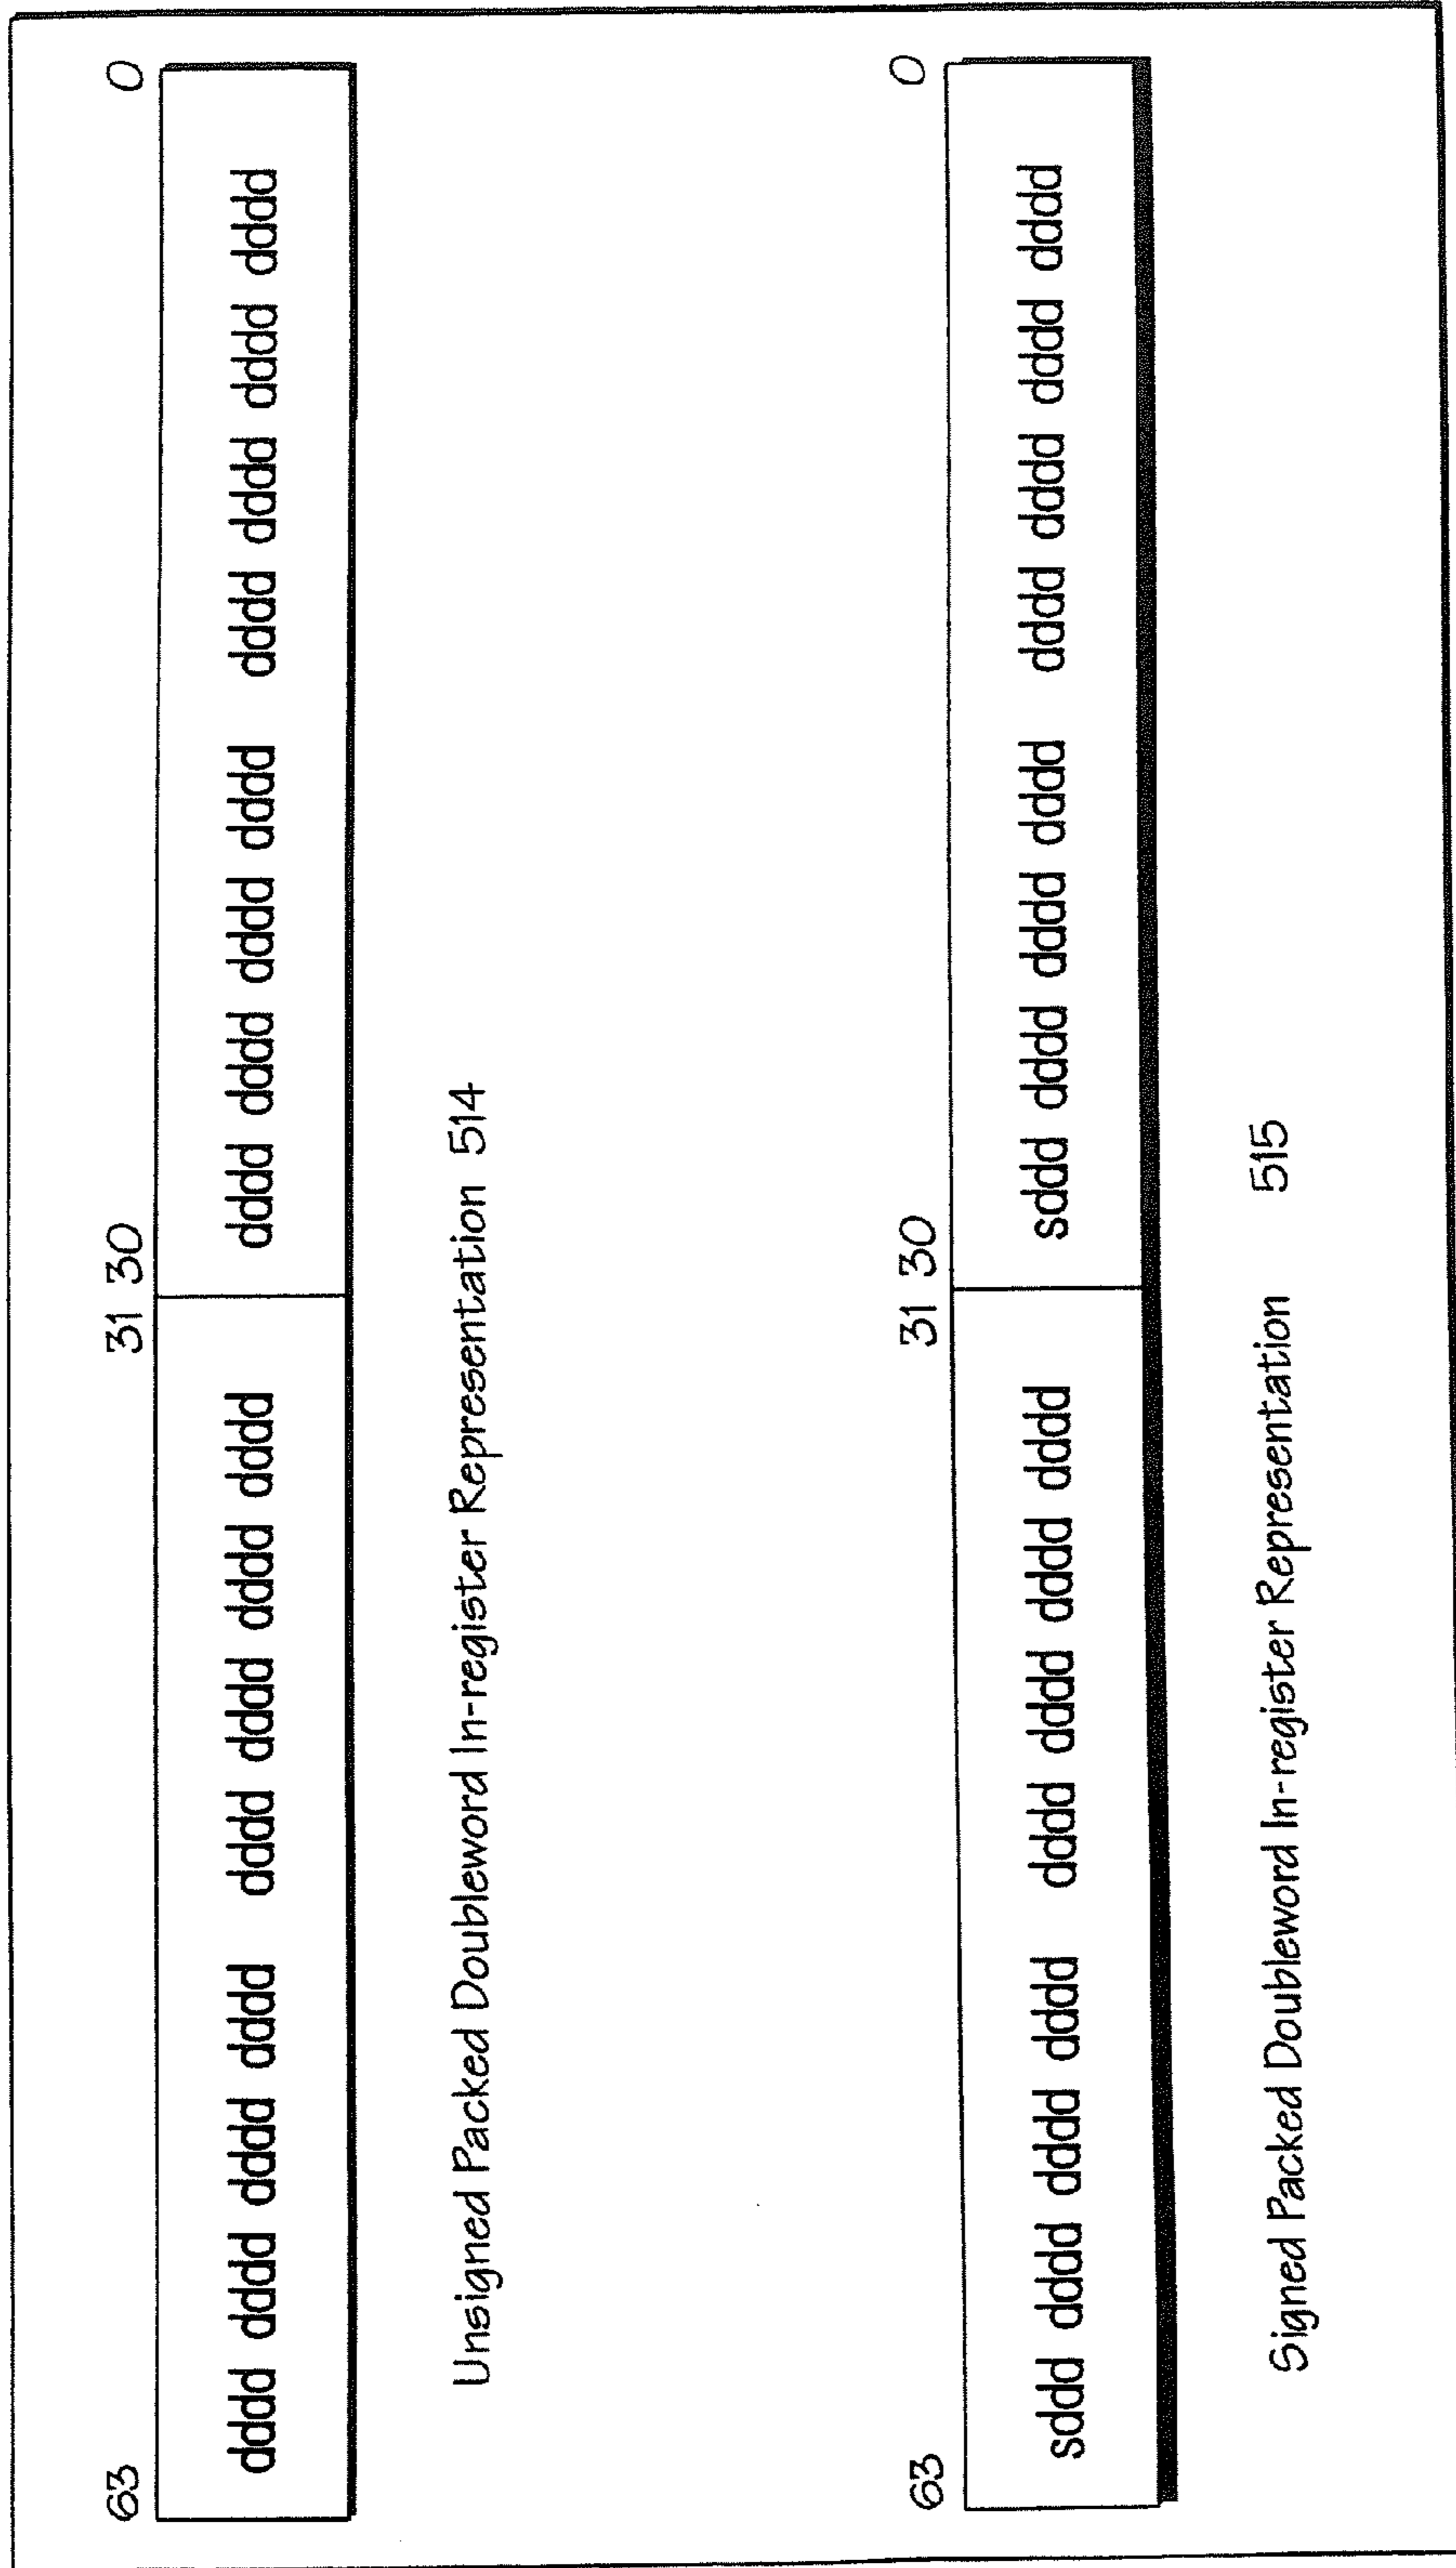 63 31 30 0
dddd dddd dddd dddd dddd dddd dddd dddd dddd dddd dddd dddd dddd dddd dddd dddd
Unsigned Packed Doubleword In-register Representation 514
63 31 30 0
sddd dddd dddd dddd dddd dddd dddd dddd sddd dddd dddd dddd dddd dddd dddd dddd
Signed Packed Doubleword In-register Representation 515